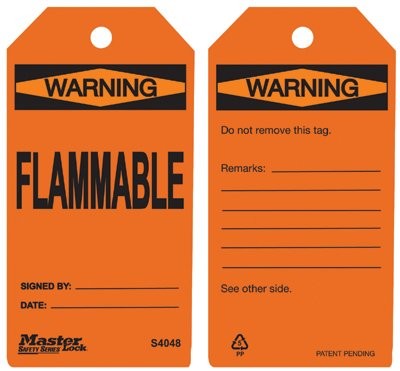 WARNING
FLAMMABLE
SIGNED BY:
DATE:
Master Lock
SAFETY SERIES
S4048
WARNING
Do not remove this tag.
Remarks:
See other side.
5
PP
PATENT PENDING